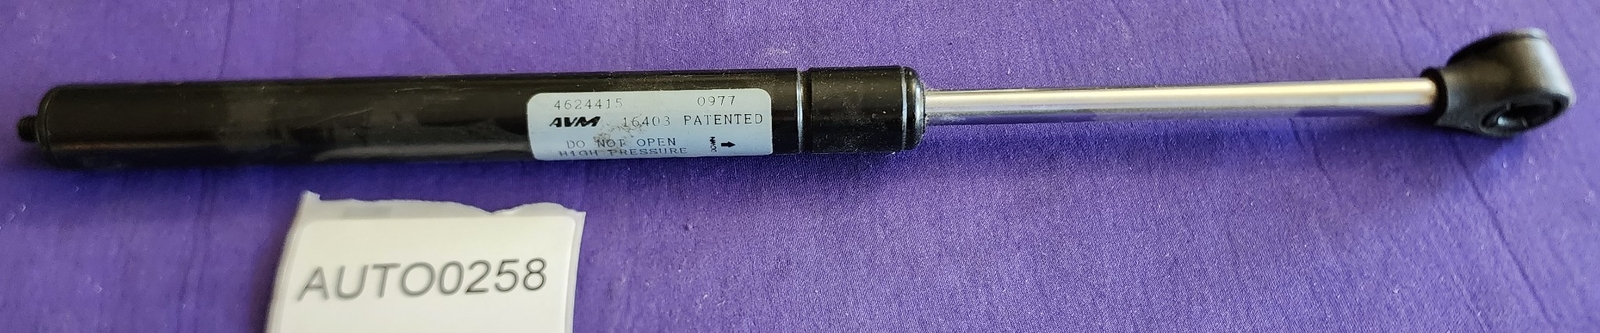 4624415 0977
AVM 16403 PATENTED
DO NOT OPEN
HIGH PRESSURE
AUTO0258